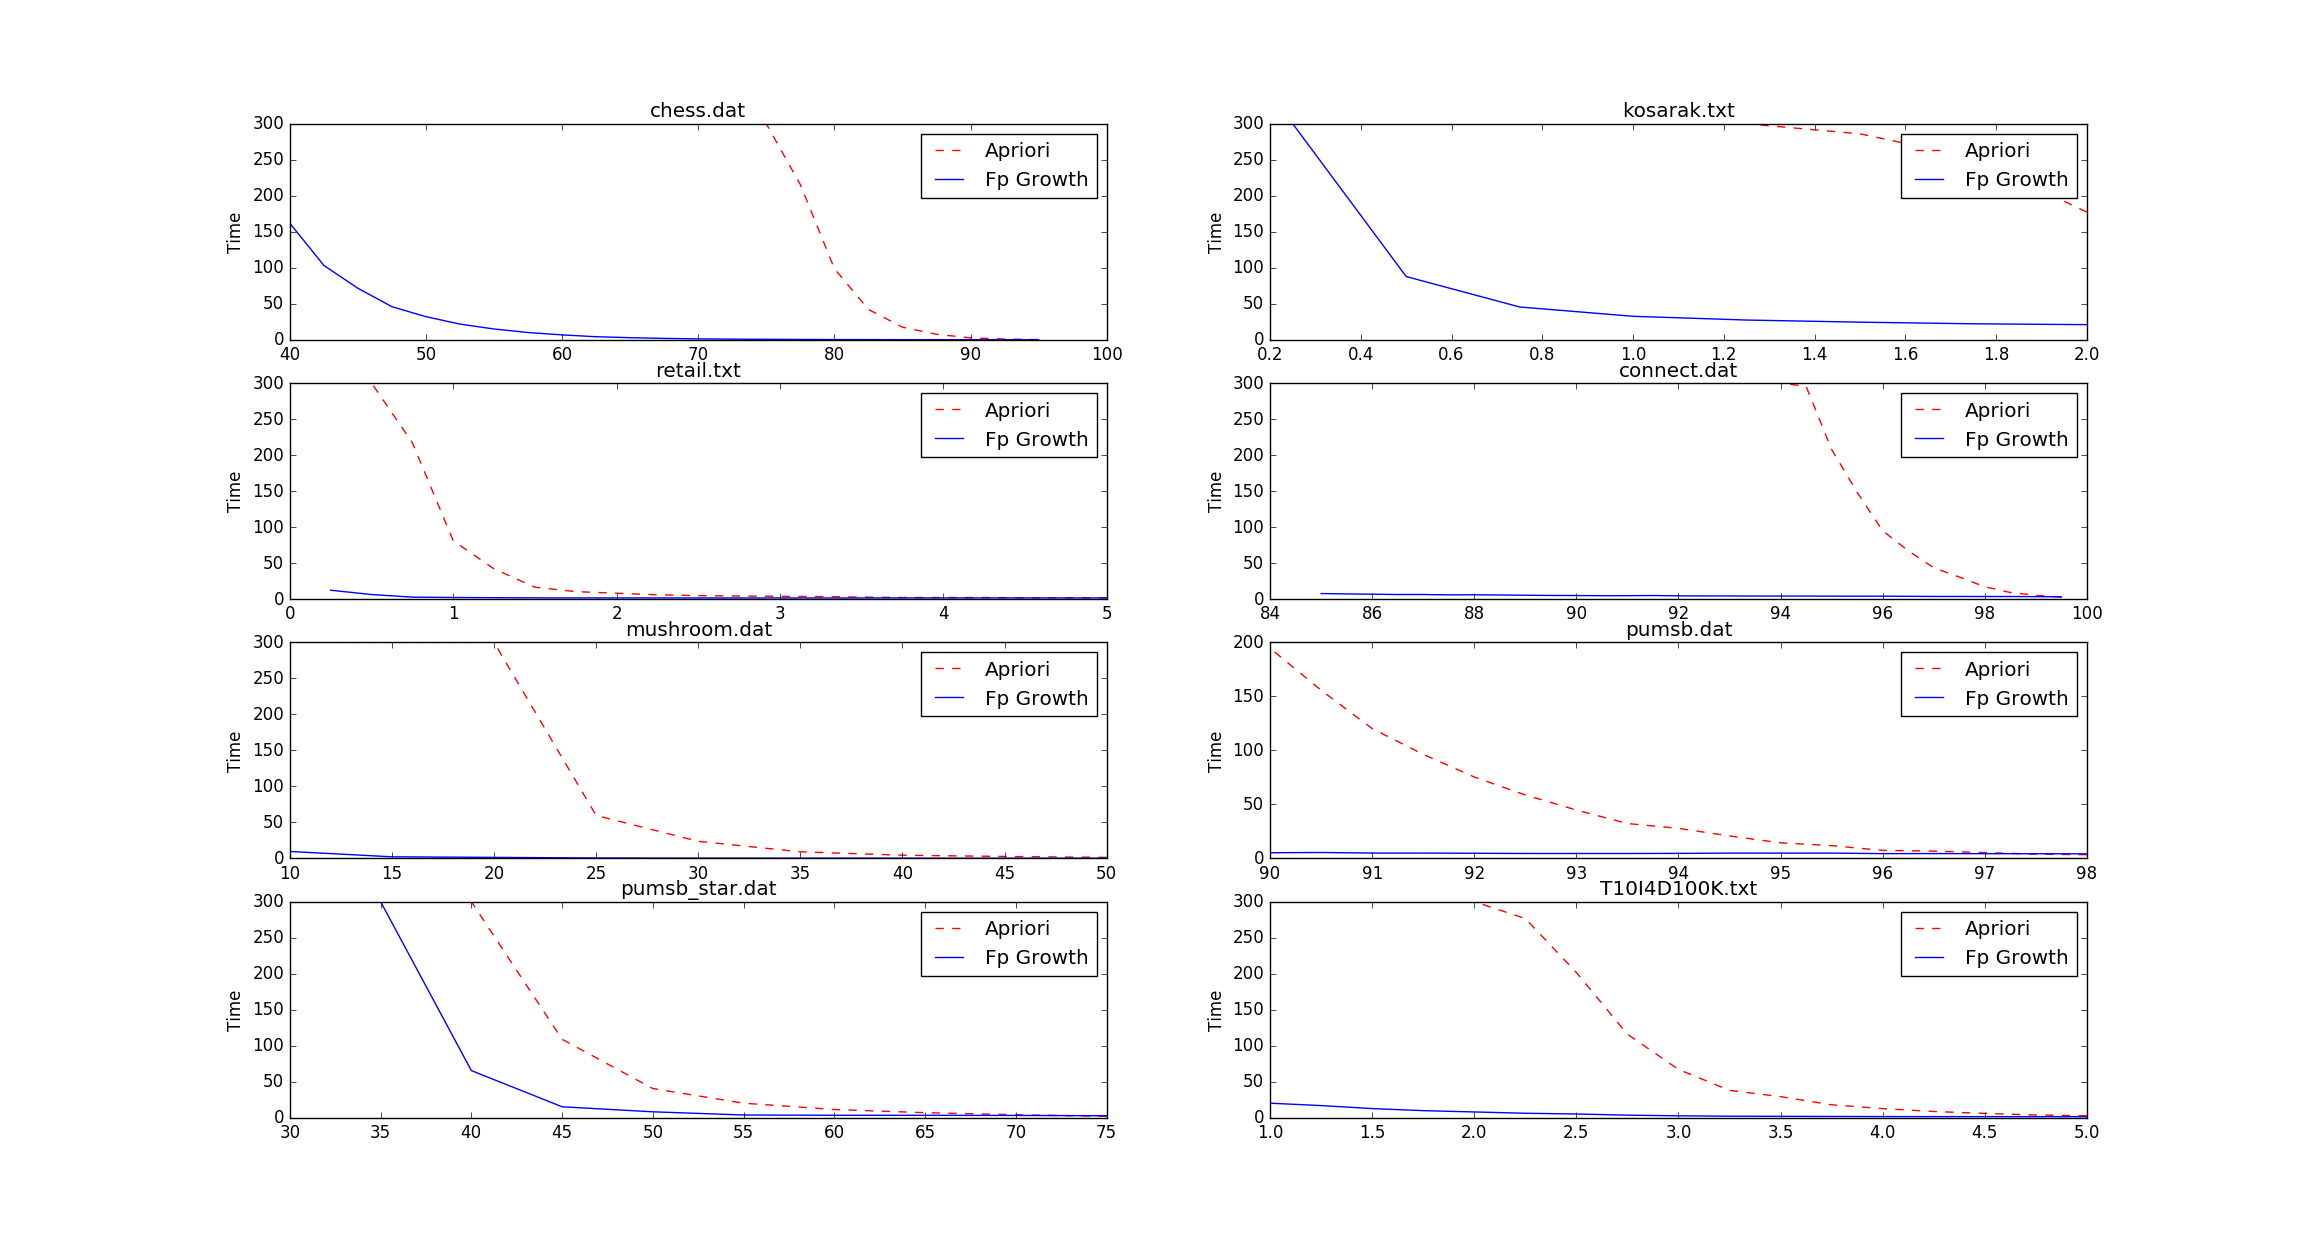 chess.dat
300
250
200
150
100
50
0
Time
Apriori
Fp Growth
40 50 60 70 80 90 100
kosarak.txt
300
250
200
150
100
50
0
Time
Apriori
Fp Growth
0.2 0.4 0.6 0.8 1.0 1.2 1.4 1.6 1.8 2.0
retail.txt
300
250
200
150
100
50
0
Time
Apriori
Fp Growth
0 1 2 3 4 5
connect.dat
300
250
200
150
100
50
0
Time
Apriori
Fp Growth
84 86 88 90 92 94 96 98 100
mushroom.dat
300
250
200
150
100
50
0
Time
Apriori
Fp Growth
10 15 20 25 30 35 40 45 50
pumsb.dat
200
150
100
50
0
Time
Apriori
Fp Growth
90 91 92 93 94 95 96 97 98
pumsb_star.dat
300
250
200
150
100
50
0
Time
Apriori
Fp Growth
30 35 40 45 50 55 60 65 70 75
T10I4D100K.txt
300
250
200
150
100
50
0
Time
Apriori
Fp Growth
1.0 1.5 2.0 2.5 3.0 3.5 4.0 4.5 5.0